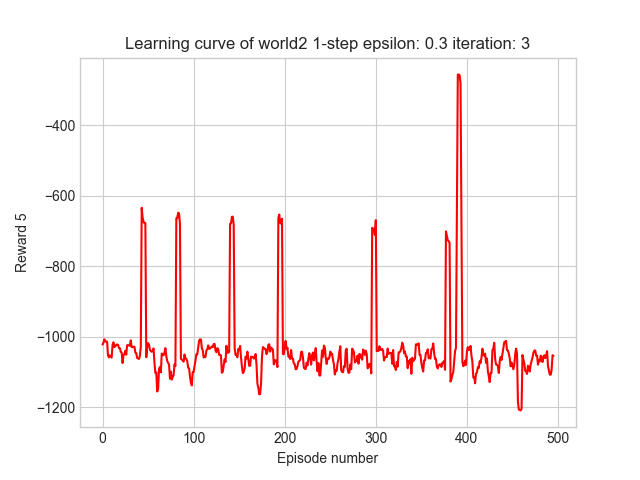 Learning curve of world2 1-step epsilon: 0.3 iteration: 3
−400
−600
−800
−1000
−1200
Reward 5
0 100 200 300 400 500
Episode number